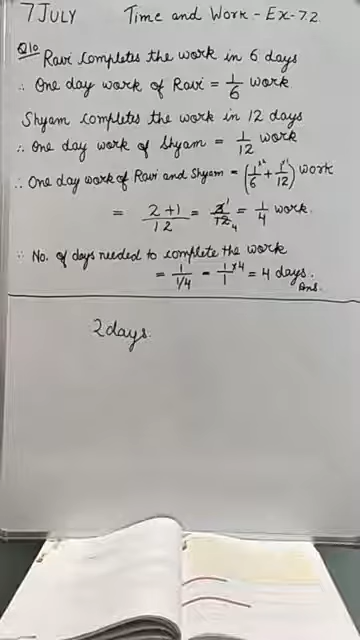 7 JULY Time and Work - Ex-7.2
Q10 Ravi completes the work in 6 days
∴ One day work of Ravi = 1/6 work
Shyam completes the work in 12 days
∴ One day work of Shyam = 1/12 work
∴ One day work of Ravi and Shyam = (1/6 + 1/12) work
= 2+1/12 = 3/12 = 1/4 work.
∴ No. of days needed to complete the work
= 1/1/4 = 1/1 ×4 = 4 days.
Ans.
2 days.